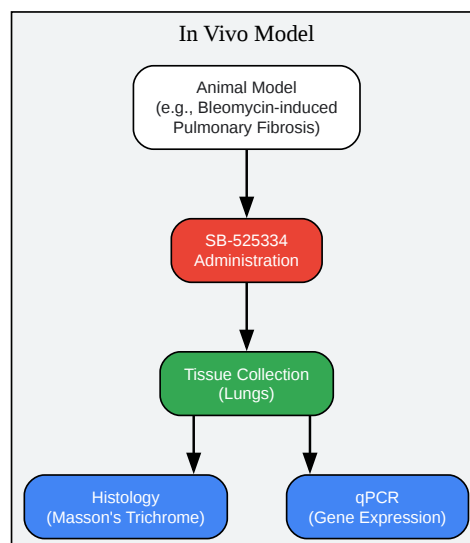 In Vivo Model
Animal Model
(e.g., Bleomycin-induced
Pulmonary Fibrosis)
SB-525334
Administration
Tissue Collection
(Lungs)
Histology
(Masson's Trichrome)
qPCR
(Gene Expression)